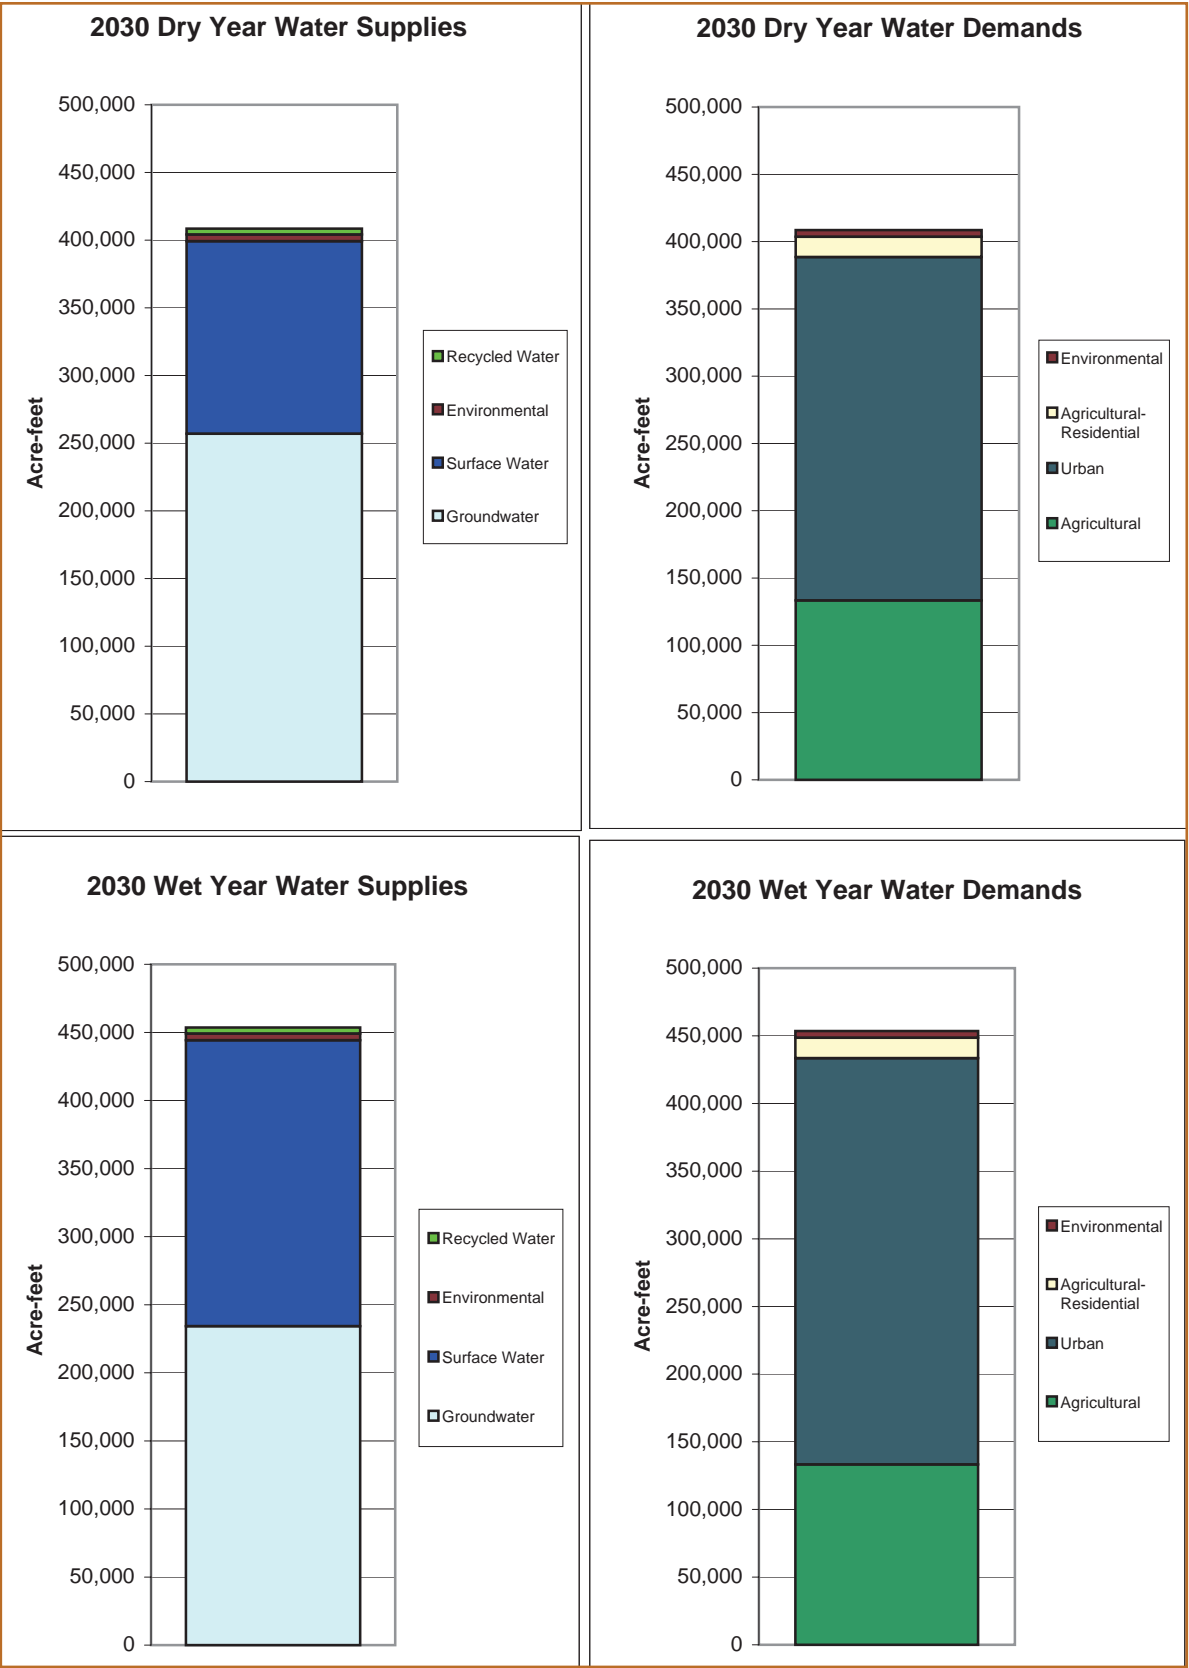 2030 Dry Year Water Supplies
500,000
450,000
400,000
350,000
300,000
250,000
200,000
150,000
100,000
50,000
0
Acre-feet
Recycled Water
Environmental
Surface Water
Groundwater
2030 Dry Year Water Demands
500,000
450,000
400,000
350,000
300,000
250,000
200,000
150,000
100,000
50,000
0
Acre-feet
Environmental
Agricultural-
Residential
Urban
Agricultural
2030 Wet Year Water Supplies
500,000
450,000
400,000
350,000
300,000
250,000
200,000
150,000
100,000
50,000
0
Acre-feet
Recycled Water
Environmental
Surface Water
Groundwater
2030 Wet Year Water Demands
500,000
450,000
400,000
350,000
300,000
250,000
200,000
150,000
100,000
50,000
0
Acre-feet
Environmental
Agricultural-
Residential
Urban
Agricultural